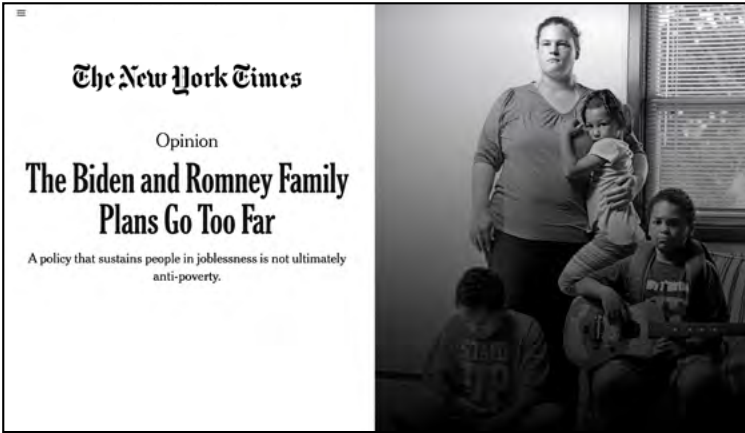 The New York Times
Opinion
The Biden and Romney Family
Plans Go Too Far
A policy that sustains people in joblessness is not ultimately
anti-poverty.